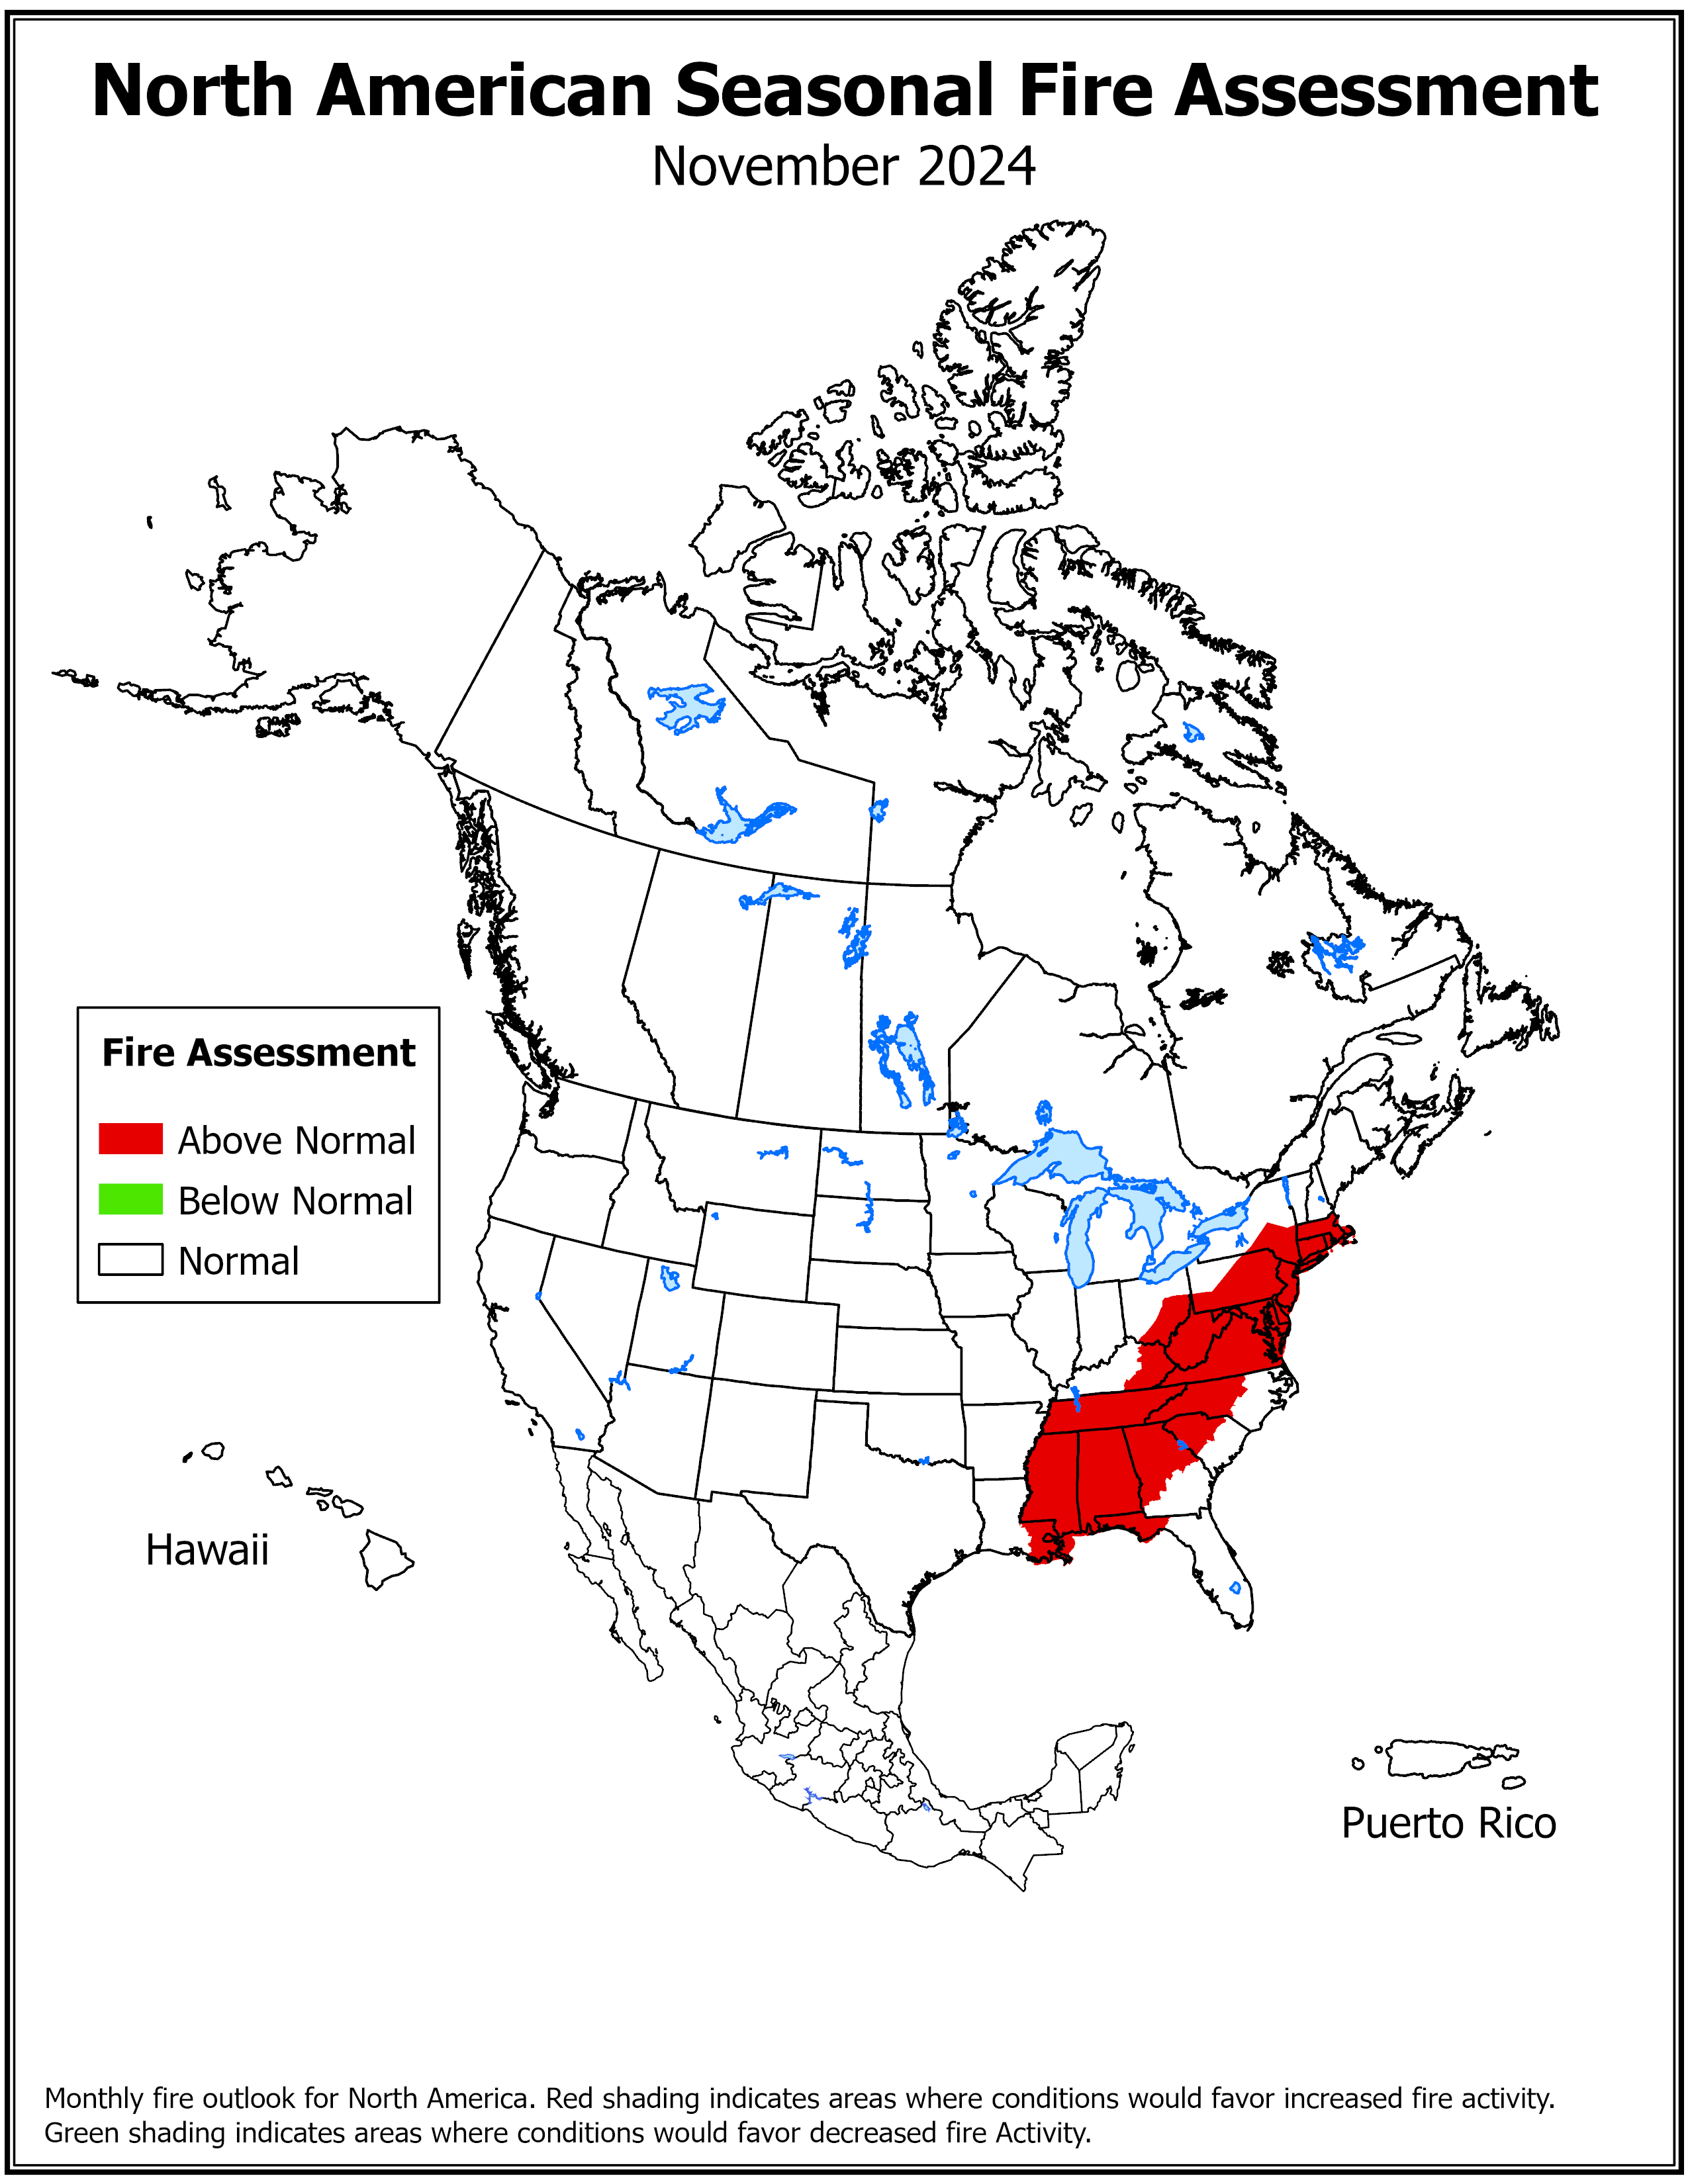 North American Seasonal Fire Assessment
November 2024
Fire Assessment
Above Normal
Below Normal
Normal
Hawaii
Puerto Rico
Monthly fire outlook for North America. Red shading indicates areas where conditions would favor increased fire activity.
Green shading indicates areas where conditions would favor decreased fire Activity.